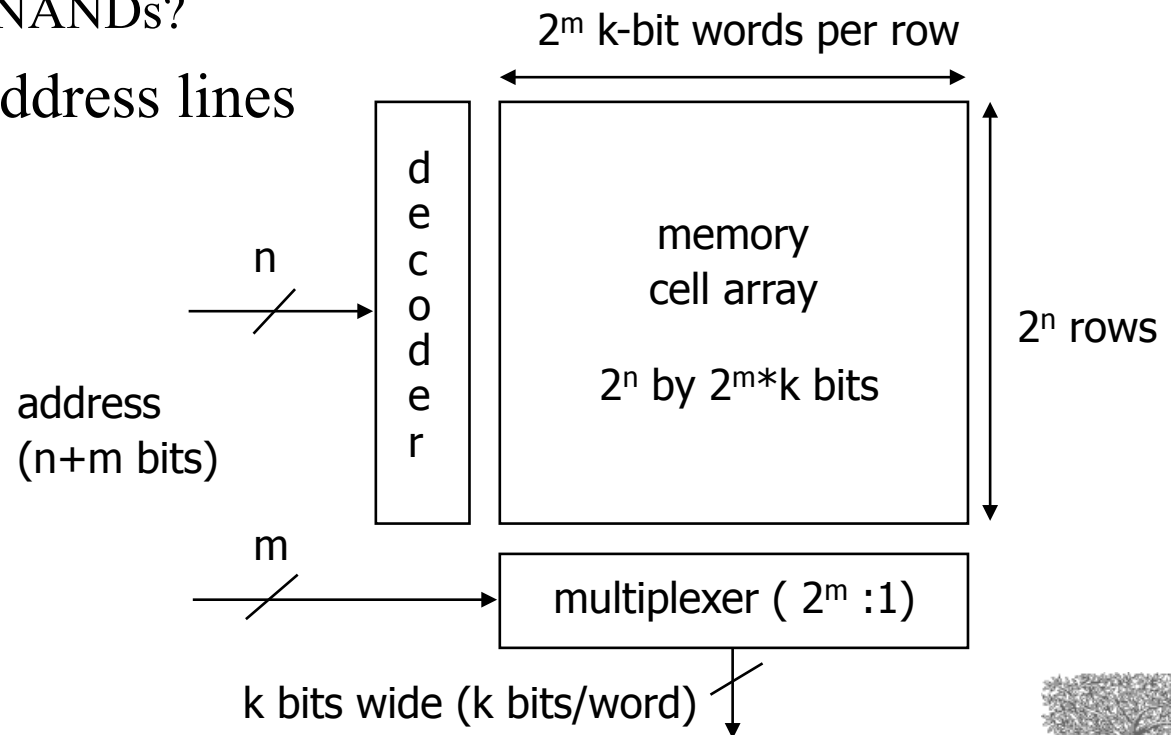 NANDs?
ddress lines
2ᵐ k-bit words per row
decoder
n
memory
cell array
2ⁿ by 2ᵐ*k bits
2ⁿ rows
address
(n+m bits)
m
multiplexer ( 2ᵐ :1)
k bits wide (k bits/word)